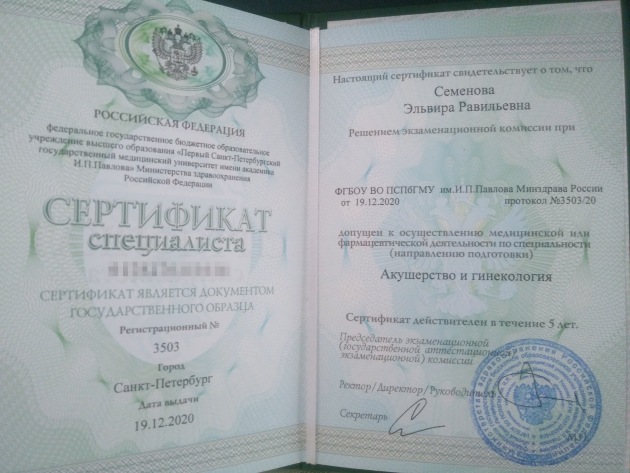 РОССИЙСКАЯ ФЕДЕРАЦИЯ
федеральное государственное бюджетное образовательное
учреждение высшего образования «Первый Санкт-Петербургский
государственный медицинский университет имени академика
И.П.Павлова» Министерства здравоохранения
Российской Федерации
СЕРТИФИКАТ
специалиста
СЕРТИФИКАТ ЯВЛЯЕТСЯ ДОКУМЕНТОМ
ГОСУДАРСТВЕННОГО ОБРАЗЦА
Регистрационный №
3503
Город
Санкт-Петербург
Дата выдачи
19.12.2020
Настоящий сертификат свидетельствует о том, что
Семенова
Эльвира Равильевна
Решением экзаменационной комиссии при
ФГБОУ ВО ПСПбГМУ им.И.П.Павлова Минздрава России
от 19.12.2020 протокол №3503/20
допущен к осуществлению медицинской или
фармацевтической деятельности по специальности
(направлению подготовки)
Акушерство и гинекология
Сертификат действителен в течение 5 лет.
Председатель экзаменационной
(Государственной аттестационной
экзаменационной) комиссии
Ректор/Директор/Руководитель
Секретарь